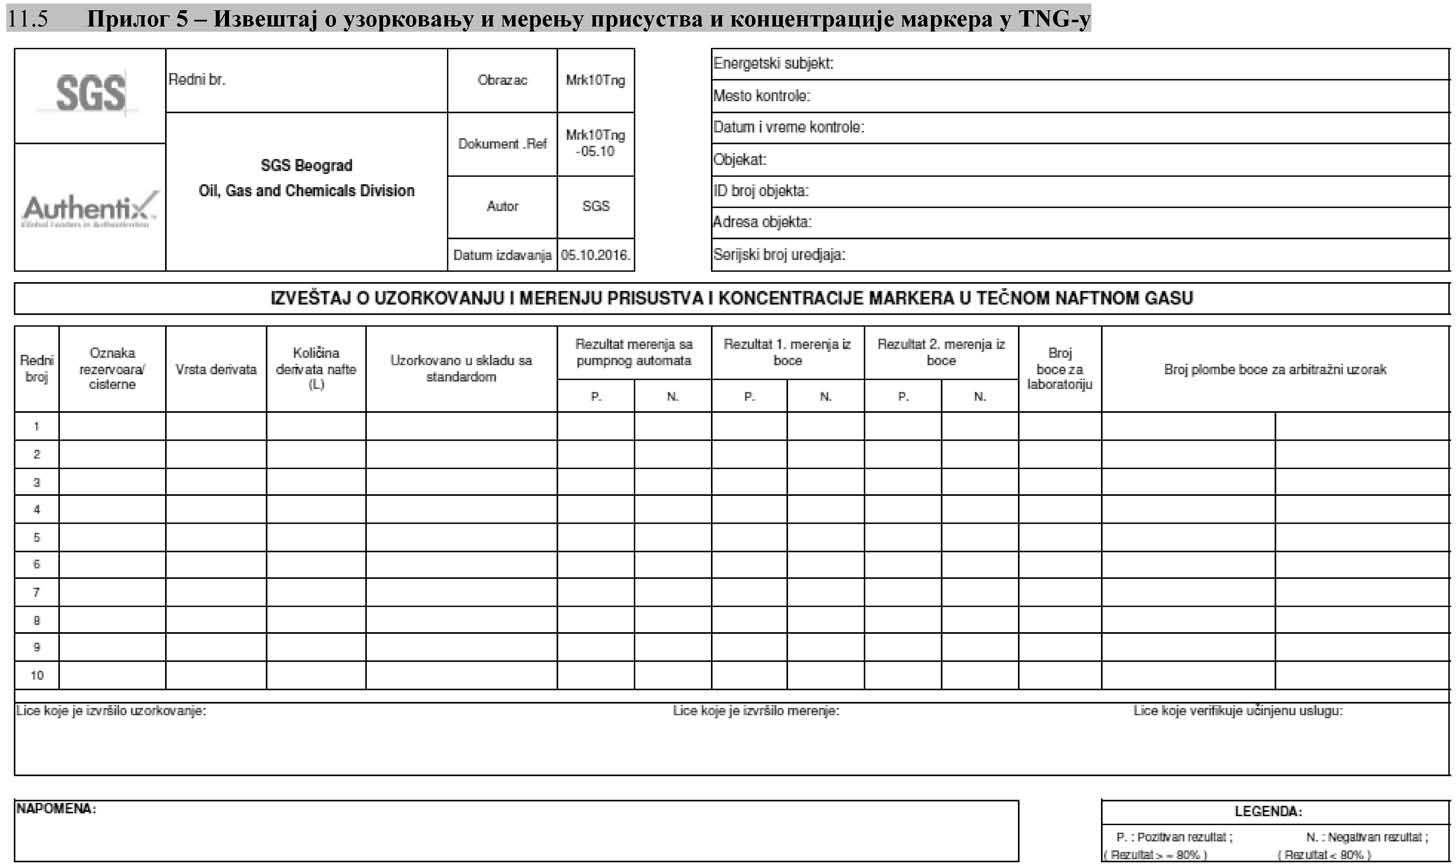 11.5 Прилог 5 – Извештај о узорковању и мерењу присуства и концентрације маркера у TNG-у
SGS
Redni br.
Obrazac
Mrk10Tng
Authentix
Global Leaders in Authentication
SGS Beograd
Oil, Gas and Chemicals Division
Dokument .Ref
Mrk10Tng
-05.10
Autor
SGS
Datum izdavanja
05.10.2016.
Energetski subjekt:
Mesto kontrole:
Datum i vreme kontrole:
Objekat:
ID broj objekta:
Adresa objekta:
Serijski broj uredjaja:
IZVEŠTAJ O UZORKOVANJU I MERENJU PRISUSTVA I KONCENTRACIJE MARKERA U TEČNOM NAFTNOM GASU
Redni
broj
Oznaka
rezervoara/
cisterne
Vrsta derivata
Količina
derivata nafte
(L)
Uzorkovano u skladu sa
standardom
Rezultat merenja sa
pumpnog automata
P.
N.
Rezultat 1. merenja iz
boce
P.
N.
Rezultat 2. merenja iz
boce
P.
N.
Broj
boce za
laboratoriju
Broj plombe boce za arbitražni uzorak
1
2
3
4
5
6
7
8
9
10
Lice koje je izvršilo uzorkovanje:
Lice koje je izvršilo merenje:
Lice koje verifikuje učinjenu uslugu:
NAPOMENA:
LEGENDA:
P. : Pozitivan rezultat ; N. : Negativan rezultat ;
( Rezultat > = 80% ) ( Rezultat < 80% )